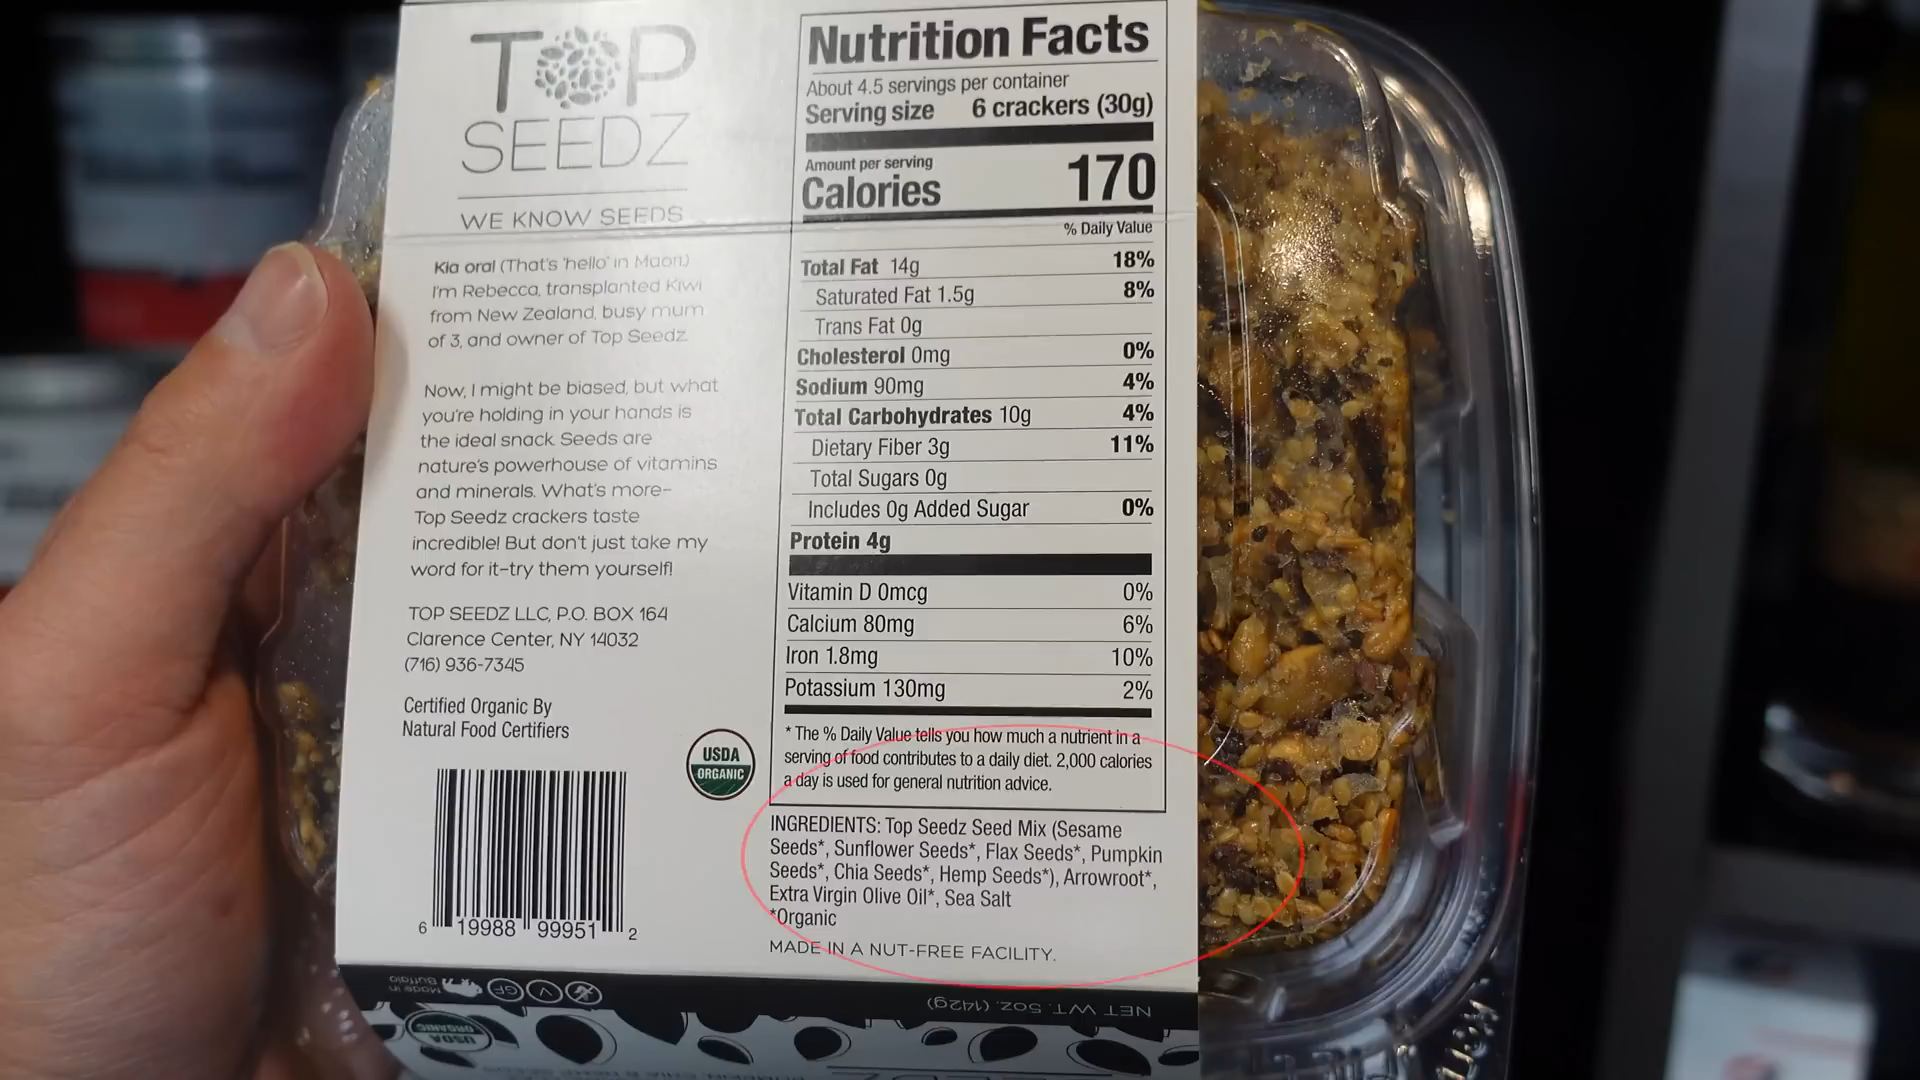 TOP
SEEDZ
WE KNOW SEEDS
Kia ora! (That's 'hello' in Maori.)
I'm Rebecca, transplanted Kiwi
from New Zealand, busy mum
of 3, and owner of Top Seedz.
Now, I might be biased, but what
you're holding in your hands is
the ideal snack. Seeds are
nature's powerhouse of vitamins
and minerals. What's more–
Top Seedz crackers taste
incredible! But don't just take my
word for it–try them yourself!
TOP SEEDZ LLC, P.O. BOX 164
Clarence Center, NY 14032
(716) 936-7345
Certified Organic By
Natural Food Certifiers
USDA
ORGANIC
6 19988 99951 2
Nutrition Facts
About 4.5 servings per container
Serving size 6 crackers (30g)
Amount per serving
Calories 170
% Daily Value
Total Fat 14g 18%
Saturated Fat 1.5g 8%
Trans Fat 0g
Cholesterol 0mg 0%
Sodium 90mg 4%
Total Carbohydrates 10g 4%
Dietary Fiber 3g 11%
Total Sugars 0g
Includes 0g Added Sugar 0%
Protein 4g
Vitamin D 0mcg 0%
Calcium 80mg 6%
Iron 1.8mg 10%
Potassium 130mg 2%
* The % Daily Value tells you how much a nutrient in a
serving of food contributes to a daily diet. 2,000 calories
a day is used for general nutrition advice.
INGREDIENTS: Top Seedz Seed Mix (Sesame
Seeds*, Sunflower Seeds*, Flax Seeds*, Pumpkin
Seeds*, Chia Seeds*, Hemp Seeds*), Arrowroot*,
Extra Virgin Olive Oil*, Sea Salt
*Organic
MADE IN A NUT-FREE FACILITY.
Made in
Buffalo
GF
V
NET WT. 5oz. (142g)
USDA
ORGANIC